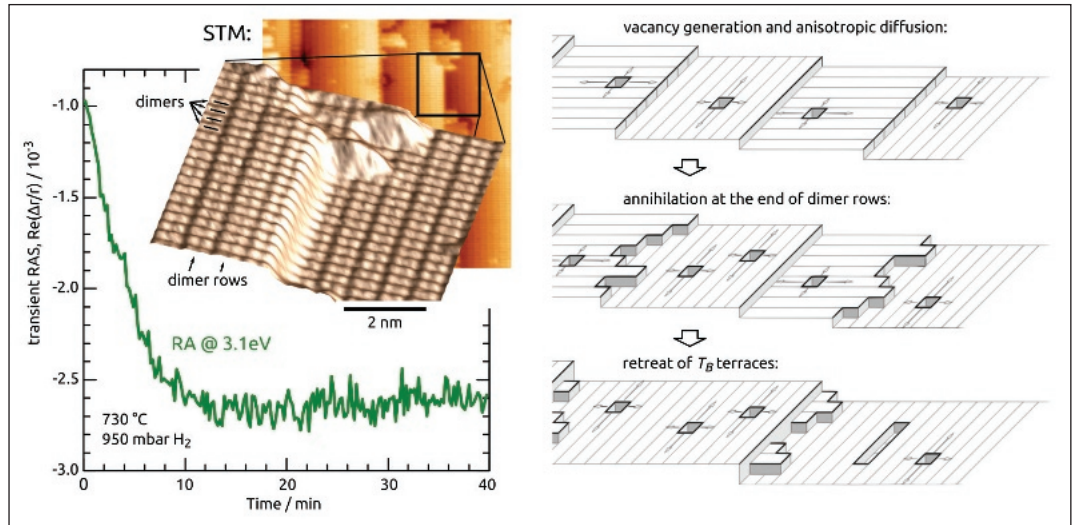 STM:
dimers
dimer rows
2 nm
transient RAS, Re(Δr/r) / 10⁻³
-1.0
-1.5
-2.0
-2.5
-3.0
RA @ 3.1eV
730 °C
950 mbar H₂
0
10
20
30
40
Time / min
vacancy generation and anisotropic diffusion:
annihilation at the end of dimer rows:
retreat of T_B terraces: